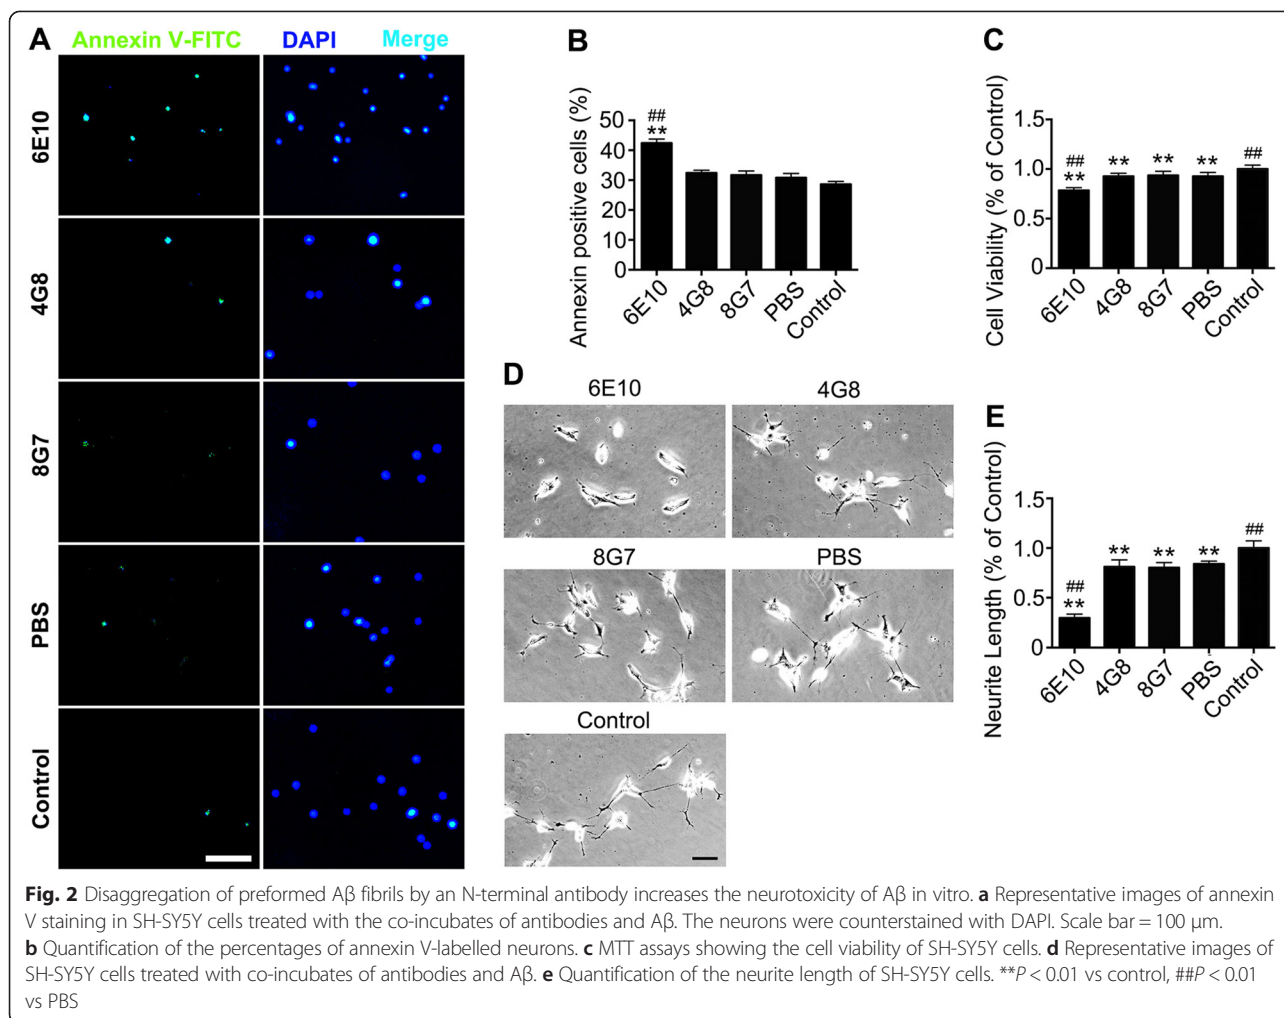 A
Annexin V-FITC
DAPI
Merge
6E10
4G8
8G7
PBS
Control
B
Annexin positive cells (%)
50
40
30
20
10
0
##
**
6E10
4G8
8G7
PBS
Control
C
Cell Viability (% of Control)
1.5
1.0
0.5
0
##
**
**
**
**
##
6E10
4G8
8G7
PBS
Control
D
6E10
4G8
8G7
PBS
Control
E
Neurite Length (% of Control)
1.5
1.0
0.5
0
##
**
**
**
**
##
6E10
4G8
8G7
PBS
Control
Fig. 2 Disaggregation of preformed Aβ fibrils by an N-terminal antibody increases the neurotoxicity of Aβ in vitro. a Representative images of annexin
V staining in SH-SY5Y cells treated with the co-incubates of antibodies and Aβ. The neurons were counterstained with DAPI. Scale bar = 100 μm.
b Quantification of the percentages of annexin V-labelled neurons. c MTT assays showing the cell viability of SH-SY5Y cells. d Representative images of
SH-SY5Y cells treated with co-incubates of antibodies and Aβ. e Quantification of the neurite length of SH-SY5Y cells. **P < 0.01 vs control, ##P < 0.01
vs PBS